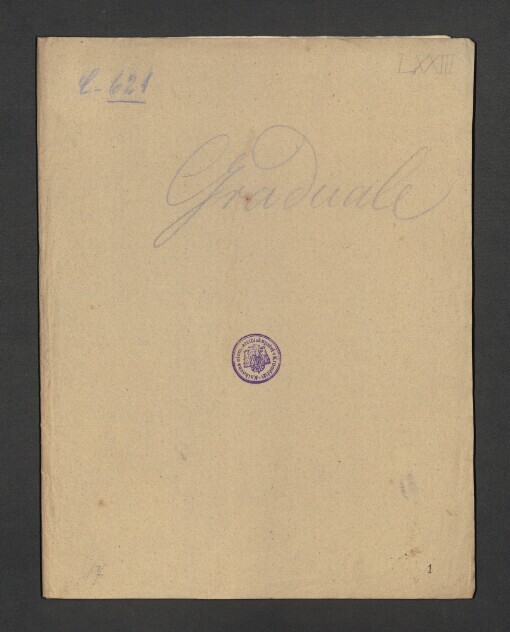 C-621
LXXIII
Graduale
1